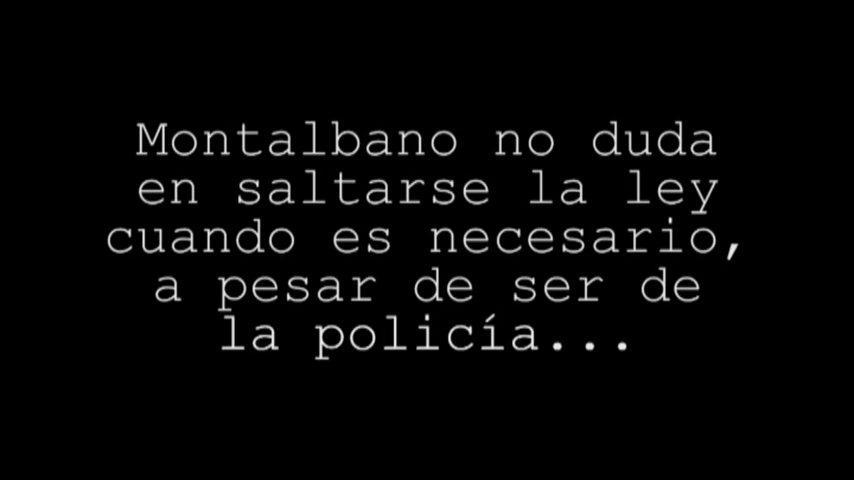 Montalbano no duda
en saltarse la ley
cuando es necesario,
a pesar de ser de
la policía...